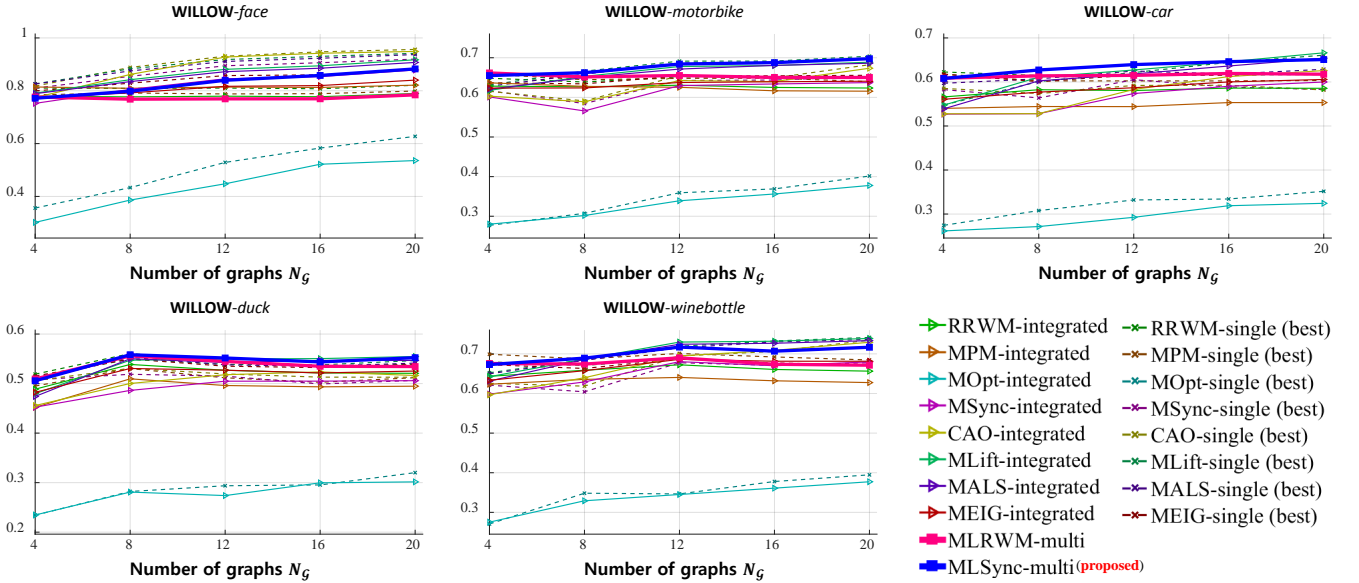 WILLOW-face
1
0.8
0.6
0.4
4 8 12 16 20
Number of graphs N_G
WILLOW-motorbike
0.7
0.6
0.5
0.4
0.3
4 8 12 16 20
Number of graphs N_G
WILLOW-car
0.7
0.6
0.5
0.4
0.3
4 8 12 16 20
Number of graphs N_G
WILLOW-duck
0.6
0.5
0.4
0.3
0.2
4 8 12 16 20
Number of graphs N_G
WILLOW-winebottle
0.7
0.6
0.5
0.4
0.3
4 8 12 16 20
Number of graphs N_G
RRWM-integrated
MPM-integrated
MOpt-integrated
MSync-integrated
CAO-integrated
MLift-integrated
MALS-integrated
MEIG-integrated
MLRWM-multi
MLSync-multi(proposed)
RRWM-single (best)
MPM-single (best)
MOpt-single (best)
MSync-single (best)
CAO-single (best)
MLift-single (best)
MALS-single (best)
MEIG-single (best)